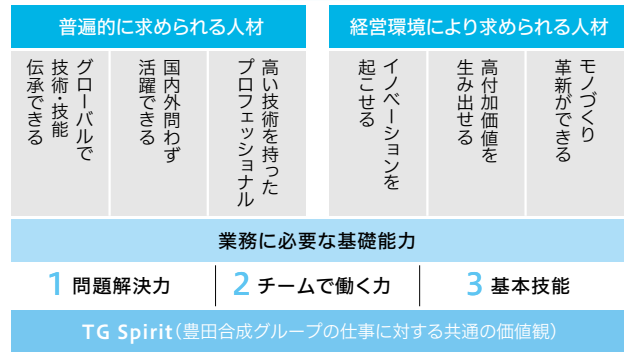 普遍的に求められる人材
グローバルで
技術・技能
伝承できる
国内外問わず
活躍できる
高い技術を持った
プロフェッショナル
経営環境により求められる人材
イノベーションを
起こせる
高付加価値を
生み出せる
モノづくり
革新ができる
業務に必要な基礎能力
1 問題解決力
2 チームで働く力
3 基本技能
TG Spirit（豊田合成グループの仕事に対する共通の価値観）